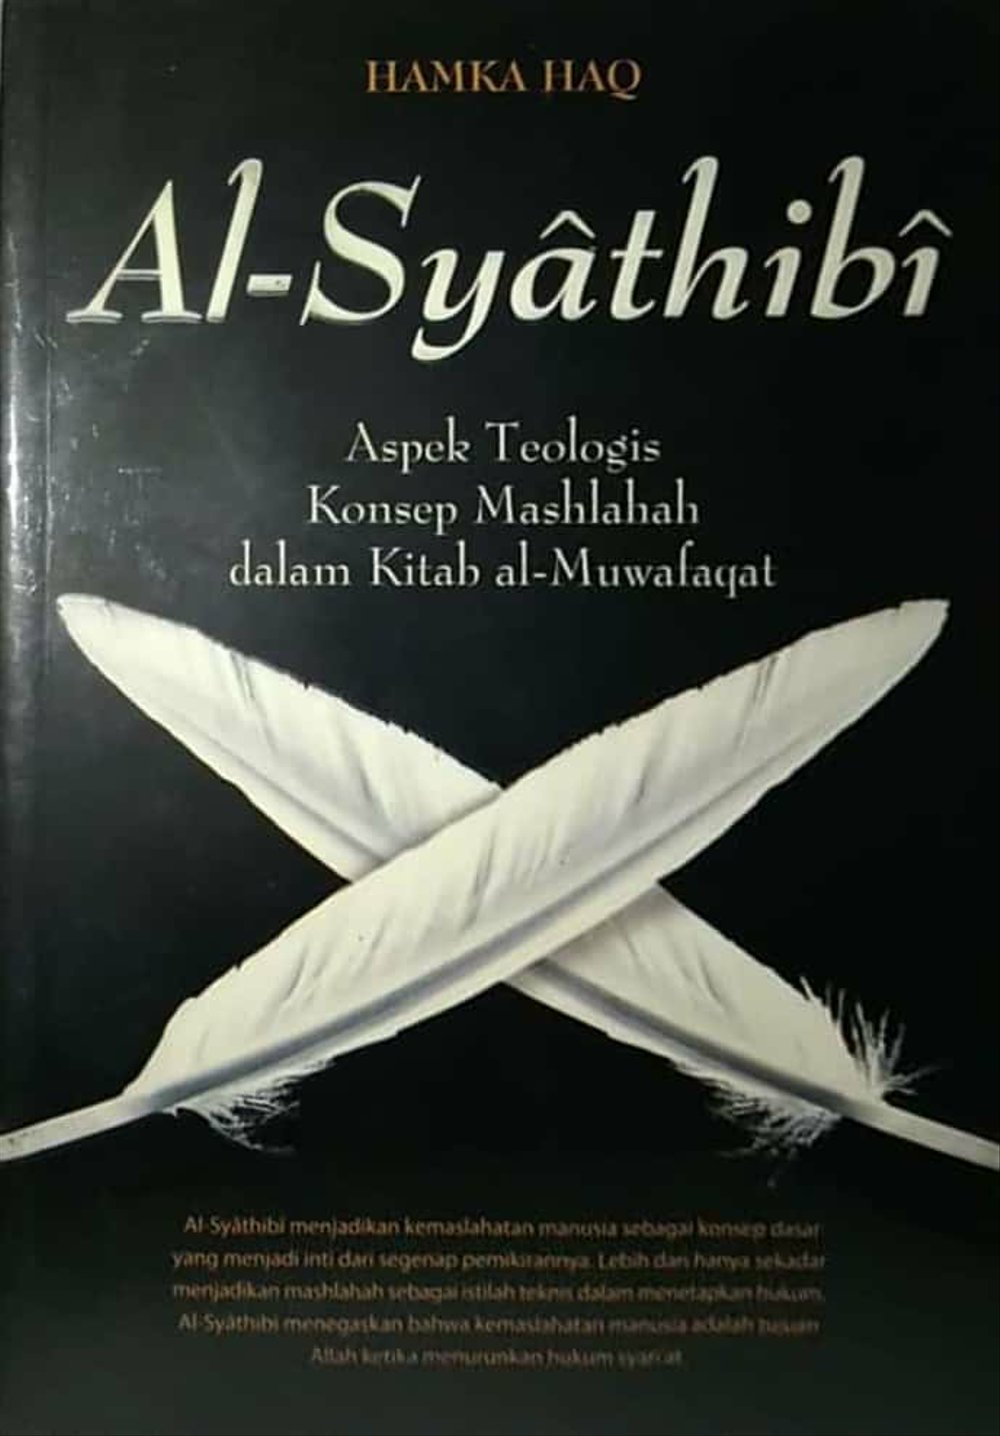 HAMKA HAQ
Al-Syâthibî
Aspek Teologis
Konsep Mashlahah
dalam Kitab al-Muwafaqat
Al-Syâthibî menjadikan kemaslahatan manusia sebagai konsep dasar
yang menjadi inti dari segenap pemikirannya. Lebih dari hanya sekadar
menjadikan mashlahah sebagai istilah teknis dalam menetapkan hukum,
Al-Syâthibî menegaskan bahwa kemaslahatan manusia adalah tujuan
Allah ketika menurunkan hukum syari'at.